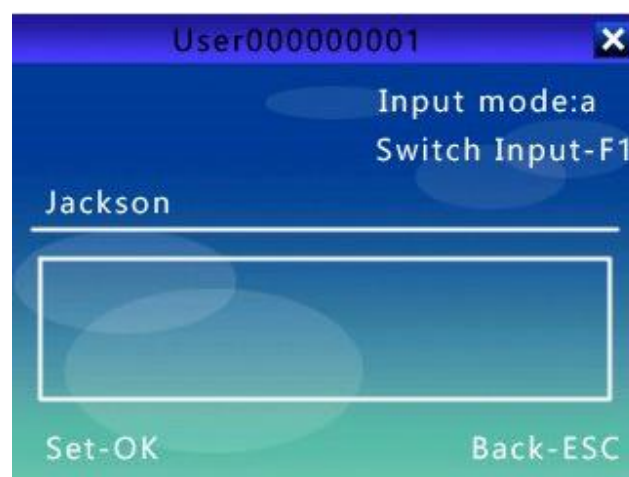 User000000001
Input mode:a
Switch Input-F1
Jackson
Set-OK
Back-ESC